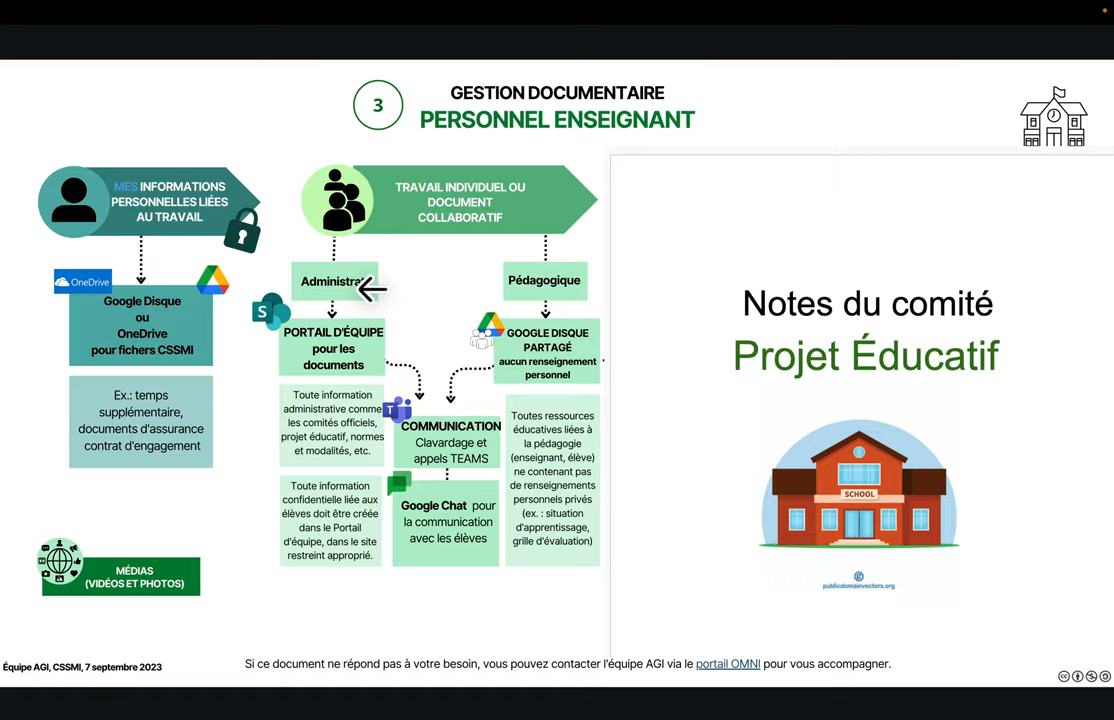 3
GESTION DOCUMENTAIRE
PERSONNEL ENSEIGNANT
MES INFORMATIONS
PERSONNELLES LIÉES
AU TRAVAIL
OneDrive
Google Disque
ou
OneDrive
pour fichers CSSMI
Ex.: temps
supplémentaire,
documents d'assurance
contrat d'engagement
MÉDIAS
(VIDÉOS ET PHOTOS)
TRAVAIL INDIVIDUEL OU
DOCUMENT
COLLABORATIF
Administra
S
PORTAIL D'ÉQUIPE
pour les
documents
Toute information
administrative comme
les comités officiels,
projet éducatif, normes
et modalités, etc.
Toute information
confidentielle liée aux
élèves doit être créée
dans le Portail
d'équipe, dans le site
restreint approprié.
T
COMMUNICATION
Clavardage et
appels TEAMS
Google Chat pour
la communication
avec les élèves
Pédagogique
GOOGLE DISQUE
PARTAGÉ
aucun renseignement
personnel
Toutes ressources
éducatives liées à
la pédagogie
(enseignant, élève)
ne contenant pas
de renseignements
personnels privés
(ex. : situation
d'apprentissage,
grille d'évaluation)
Notes du comité
Projet Éducatif
SCHOOL
publicdomainvectors.org
Équipe AGI, CSSMI, 7 septembre 2023
Si ce document ne répond pas à votre besoin, vous pouvez contacter l'équipe AGI via le portail OMNI pour vous accompagner.